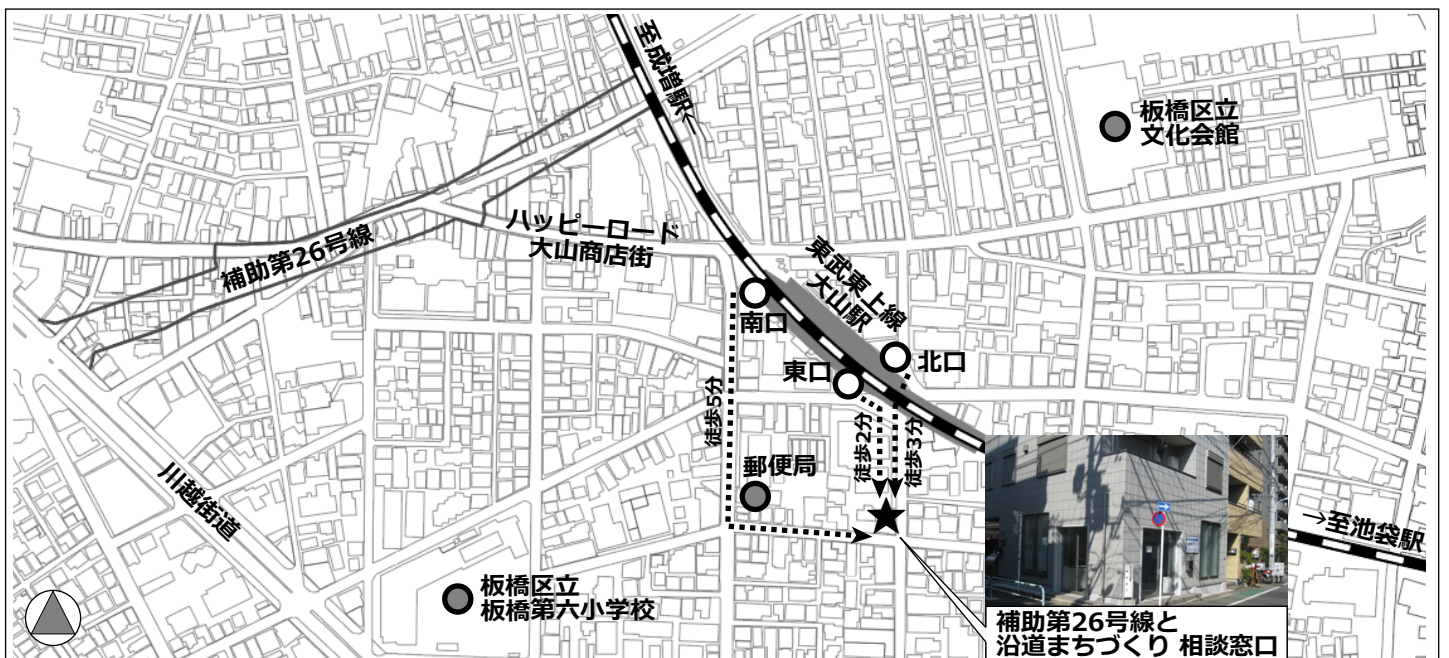 至成増駅←
板橋区立
文化会館
ハッピーロード
大山商店街
補助第26号線
東武東上線
大山駅
南口
東口
北口
徒歩5分
徒歩2分
徒歩3分
郵便局
川越街道
→至池袋駅
板橋区立
板橋第六小学校
補助第26号線と
沿道まちづくり 相談窓口